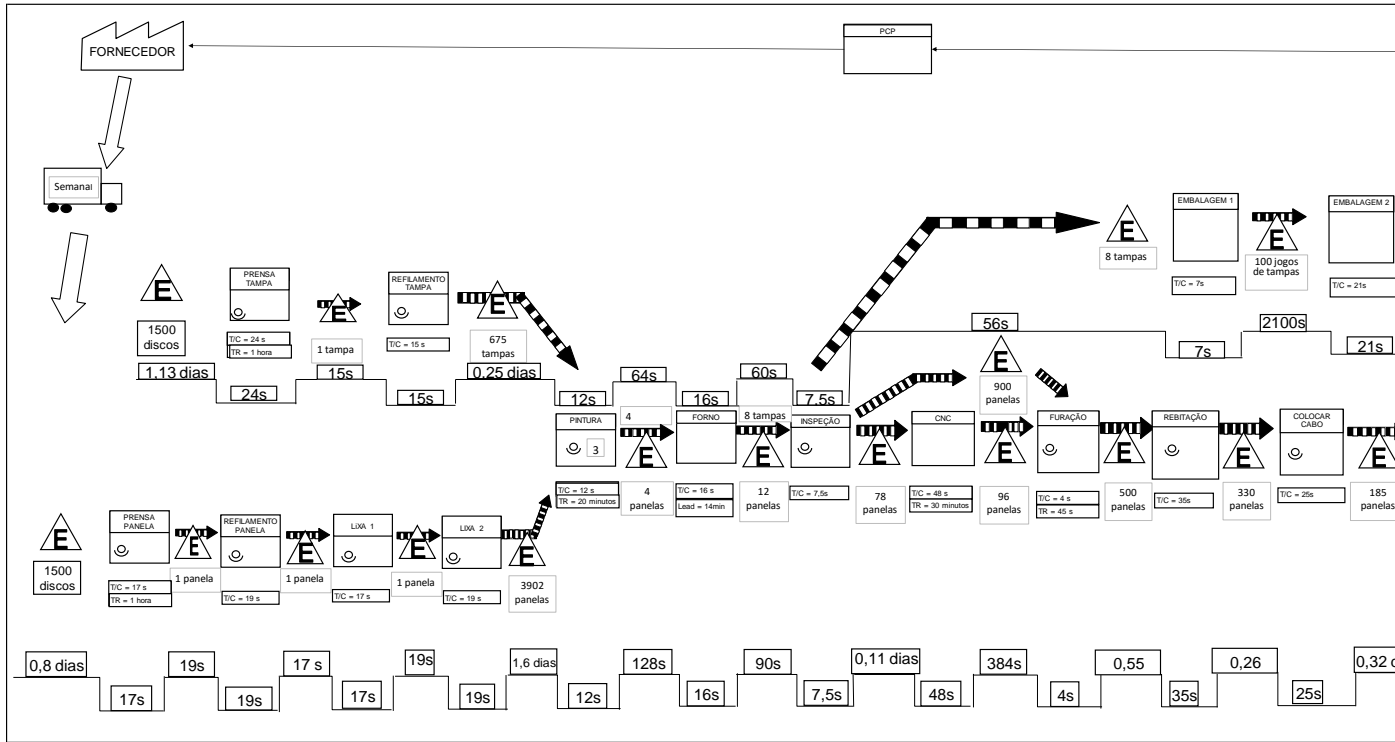 FORNECEDOR
PCP
Semanal
E
1500
discos
1,13 dias
PRENSA
TAMPA
T/C = 24 s
TR = 1 hora
24s
E
1 tampa
15s
REFILAMENTO
TAMPA
T/C = 15 s
15s
E
675
tampas
0,25 dias
E
8 tampas
EMBALAGEM 1
T/C = 7s
7s
E
100 jogos
de tampas
2100s
EMBALAGEM 2
T/C = 21s
21s
56s
12s
64s
16s
60s
7,5s
PINTURA
3
T/C = 12 s
TR = 20 minutos
4
E
4
panelas
FORNO
T/C = 16 s
Lead = 14min
8 tampas
E
12
panelas
INSPEÇÃO
T/C = 7,5s
E
78
panelas
CNC
T/C = 48 s
TR = 30 minutos
E
900
panelas
E
96
panelas
FURAÇÃO
T/C = 4 s
TR = 45 s
E
500
panelas
REBITAÇÃO
T/C = 35s
E
330
panelas
COLOCAR
CABO
T/C = 25s
E
185
panelas
E
1500
discos
PRENSA
PANELA
T/C = 17 s
TR = 1 hora
E
1 panela
REFILAMENTO
PANELA
T/C = 19 s
E
1 panela
LIXA 1
T/C = 17 s
E
1 panela
LIXA 2
T/C = 19 s
E
3902
panelas
0,8 dias
17s
19s
19s
17 s
17s
19s
19s
1,6 dias
12s
128s
16s
90s
7,5s
0,11 dias
48s
384s
4s
0,55
35s
0,26
25s
0,32